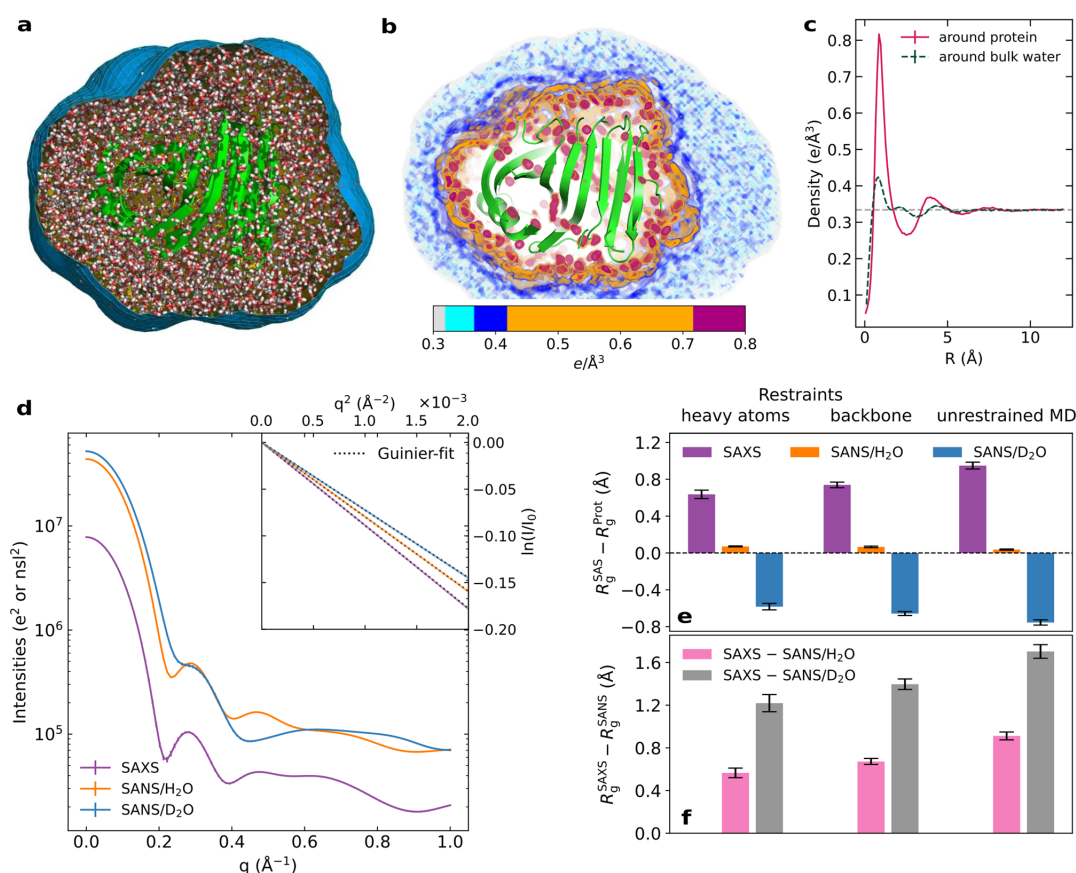 a
b
0.3 0.4 0.5 0.6 0.7 0.8
e/Å³
c
around protein
around bulk water
0.8
0.7
0.6
0.5
0.4
0.3
0.2
0.1
Density (e/Å³)
0 5 10
R (Å)
d
q² (Å⁻²) ×10⁻³
0.0 0.5 1.0 1.5 2.0
Guinier-fit
0.00
−0.05
−0.10
−0.15
−0.20
ln(I/I₀)
10⁷
10⁶
10⁵
Intensities (e² or nsl²)
SAXS
SANS/H₂O
SANS/D₂O
0.0 0.2 0.4 0.6 0.8 1.0
q (Å⁻¹)
Restraints
heavy atoms backbone unrestrained MD
SAXS SANS/H₂O SANS/D₂O
1.2
0.8
0.4
0.0
−0.4
−0.8
R_g^SAS − R_g^Prot (Å)
e
SAXS − SANS/H₂O
SAXS − SANS/D₂O
1.6
1.2
0.8
0.4
0.0
R_g^SAXS − R_g^SANS (Å)
f